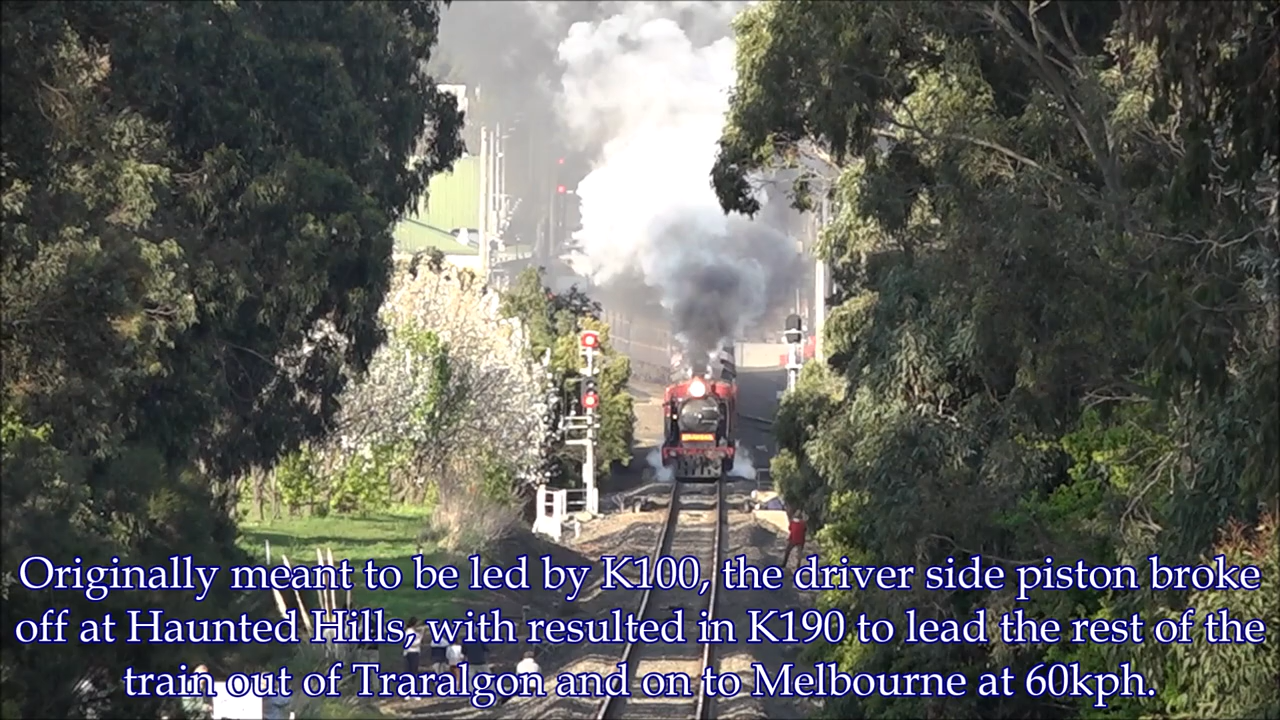 Originally meant to be led by K100, the driver side piston broke
off at Haunted Hills, with resulted in K190 to lead the rest of the
train out of Traralgon and on to Melbourne at 60kph.